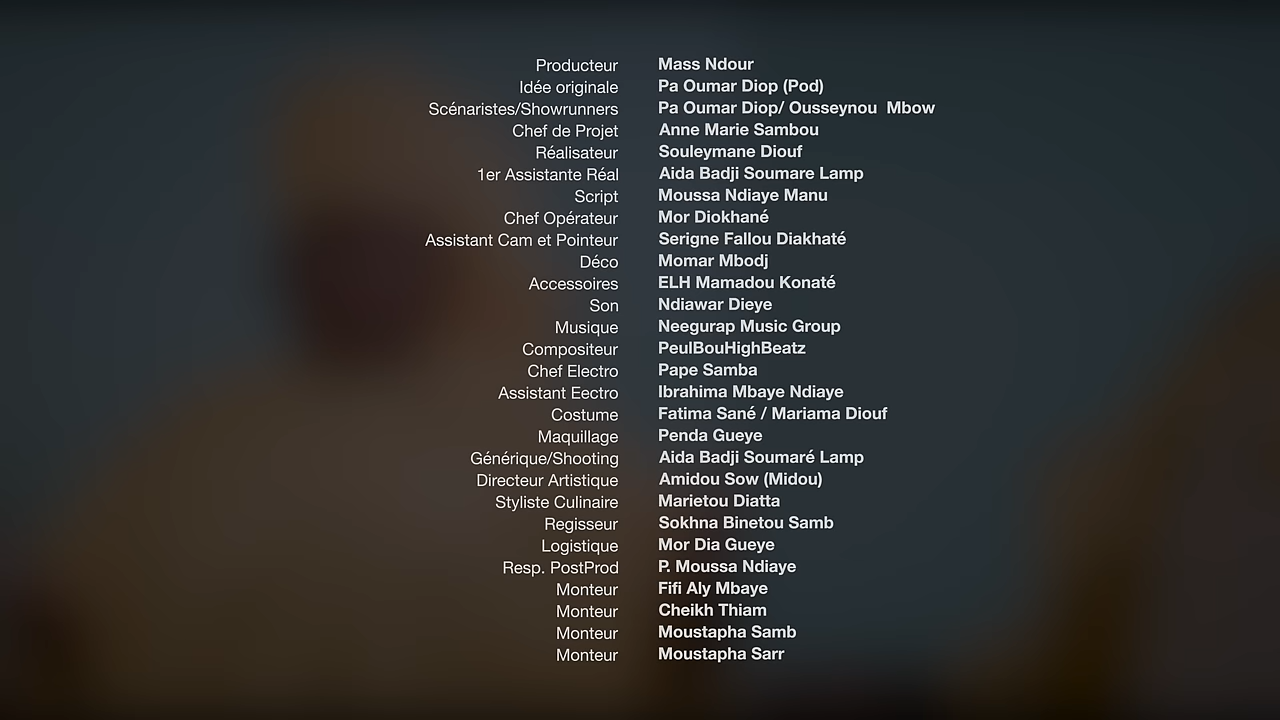 Producteur Mass Ndour
Idée originale Pa Oumar Diop (Pod)
Scénaristes/Showrunners Pa Oumar Diop/ Ousseynou  Mbow
Chef de Projet Anne Marie Sambou
Réalisateur Souleymane Diouf
1er Assistante Réal Aida Badji Soumare Lamp
Script Moussa Ndiaye Manu
Chef Opérateur Mor Diokhané
Assistant Cam et Pointeur Serigne Fallou Diakhaté
Déco Momar Mbodj
Accessoires ELH Mamadou Konaté
Son Ndiawar Dieye
Musique Neegurap Music Group
Compositeur PeulBouHighBeatz
Chef Electro Pape Samba
Assistant Eectro Ibrahima Mbaye Ndiaye
Costume Fatima Sané / Mariama Diouf
Maquillage Penda Gueye
Générique/Shooting Aida Badji Soumaré Lamp
Directeur Artistique Amidou Sow (Midou)
Styliste Culinaire Marietou Diatta
Regisseur Sokhna Binetou Samb
Logistique Mor Dia Gueye
Resp. PostProd P. Moussa Ndiaye
Monteur Fifi Aly Mbaye
Monteur Cheikh Thiam
Monteur Moustapha Samb
Monteur Moustapha Sarr